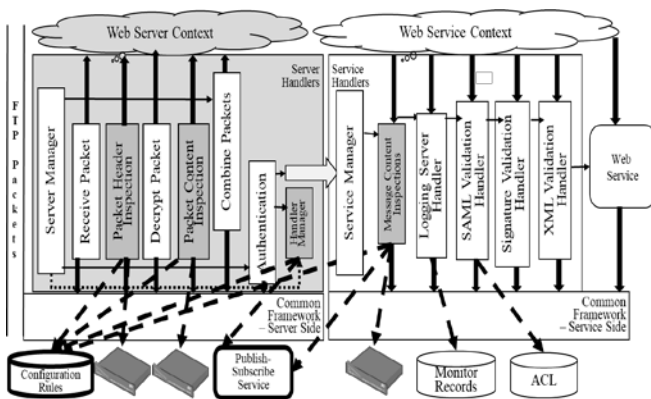 Web Server Context
Web Service Context
FTP Packets
Server Handlers
Service Handlers
Server Manager
Receive Packet
Packet Header
Inspection
Decrypt Packet
Packet Content
Inspection
Combine Packets
Authentication
Handler
Manager
Service Manager
Message Content
Inspections
Logging Server
Handler
SAML Validation
Handler
Signature Validation
Handler
XML Validation
Handler
Web
Service
Common
Framework
– Server Side
Common
Framework
– Service Side
Configuration
Rules
Publish-
Subscribe
Service
Monitor
Records
ACL